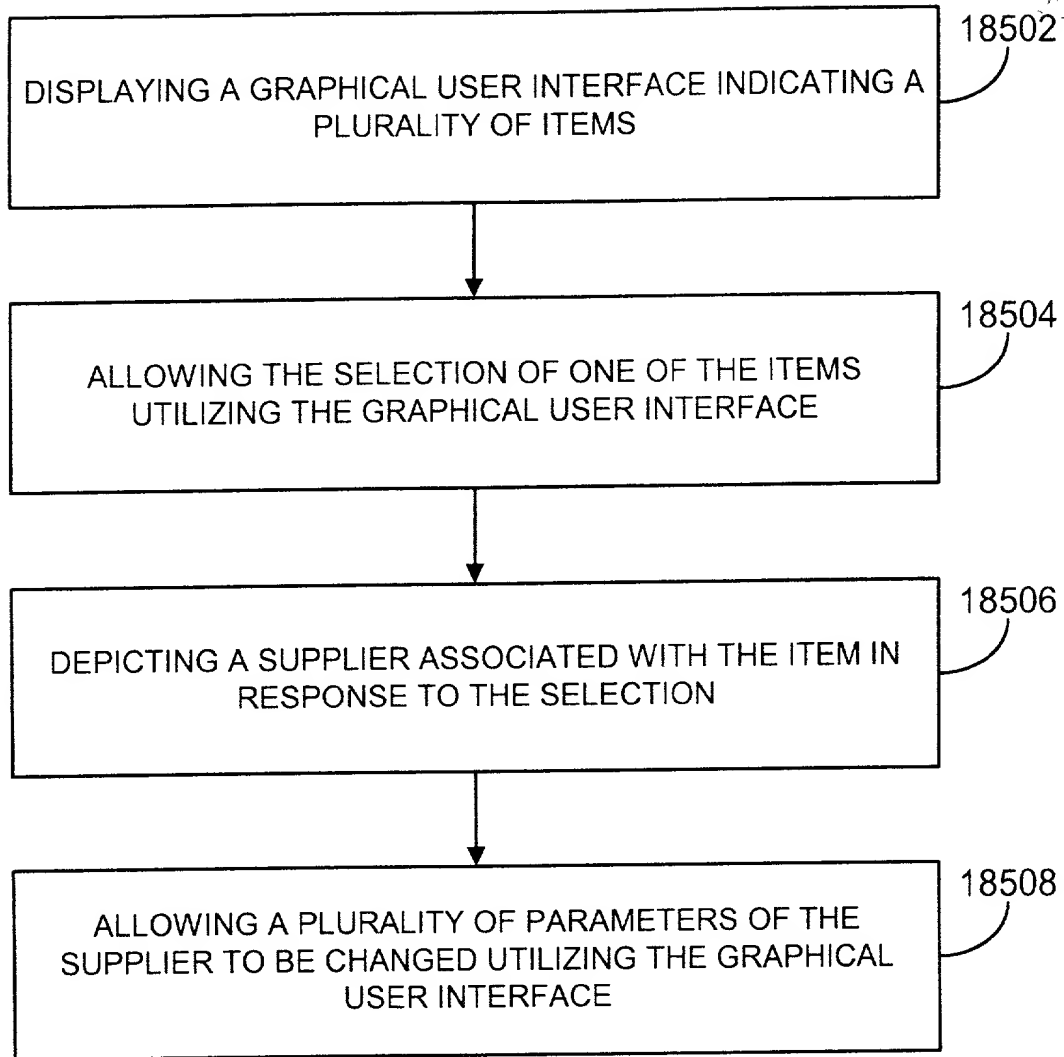 18502
DISPLAYING A GRAPHICAL USER INTERFACE INDICATING A
PLURALITY OF ITEMS
18504
ALLOWING THE SELECTION OF ONE OF THE ITEMS
UTILIZING THE GRAPHICAL USER INTERFACE
18506
DEPICTING A SUPPLIER ASSOCIATED WITH THE ITEM IN
RESPONSE TO THE SELECTION
18508
ALLOWING A PLURALITY OF PARAMETERS OF THE
SUPPLIER TO BE CHANGED UTILIZING THE GRAPHICAL
USER INTERFACE